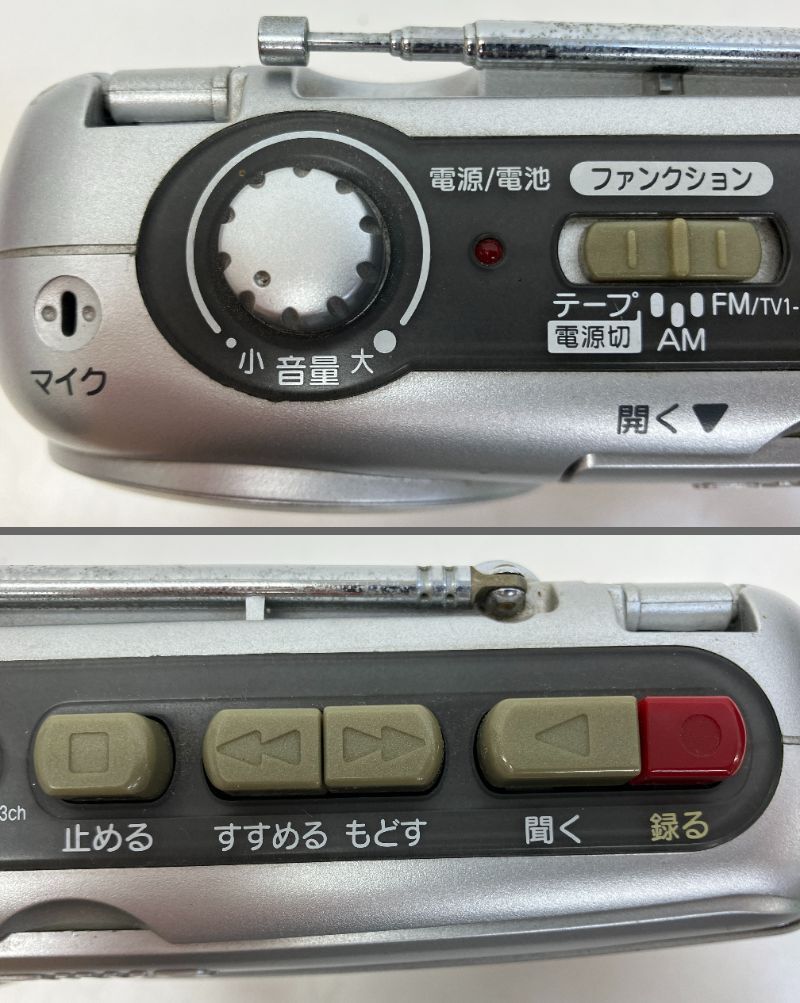 電源/電池 ファンクション
テープ FM/TV1-
電源切 AM
マイク
小 音量 大
開く▼
3ch
止める すすめる もどす 聞く 録る